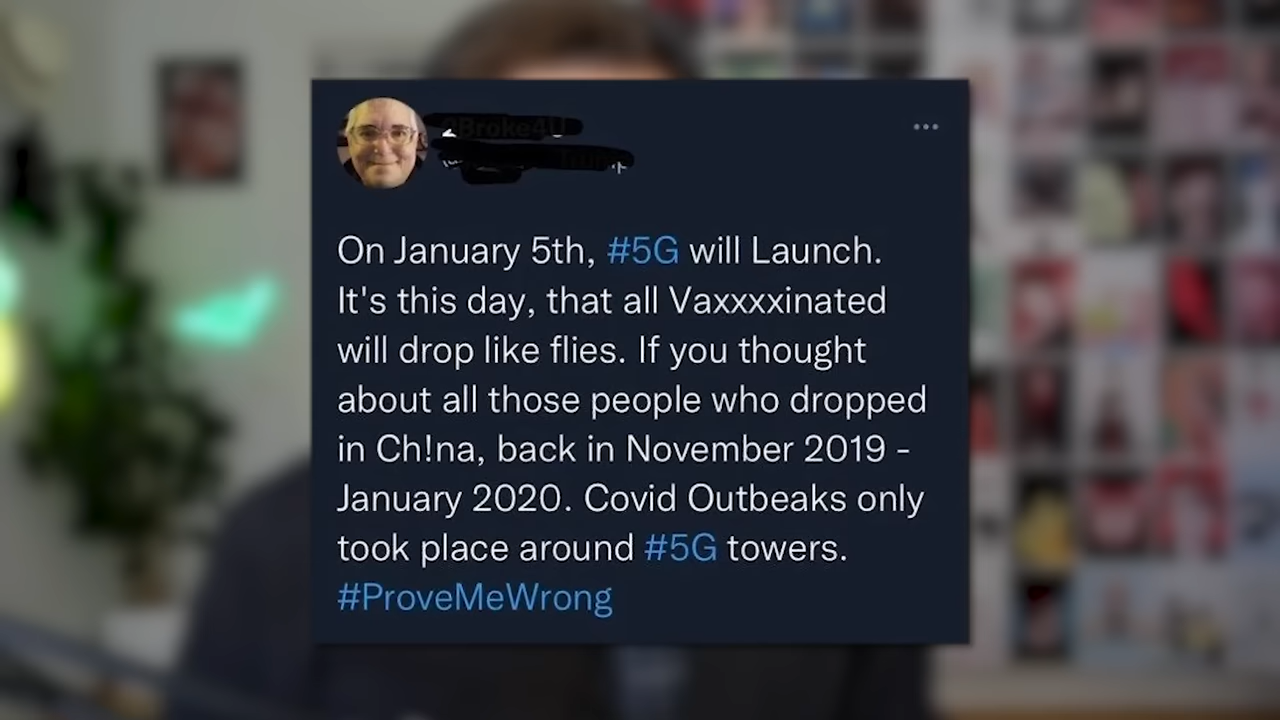 On January 5th, #5G will Launch.
It's this day, that all Vaxxxxinated
will drop like flies. If you thought
about all those people who dropped
in Ch!na, back in November 2019 -
January 2020. Covid Outbeaks only
took place around #5G towers.
#ProveMeWrong